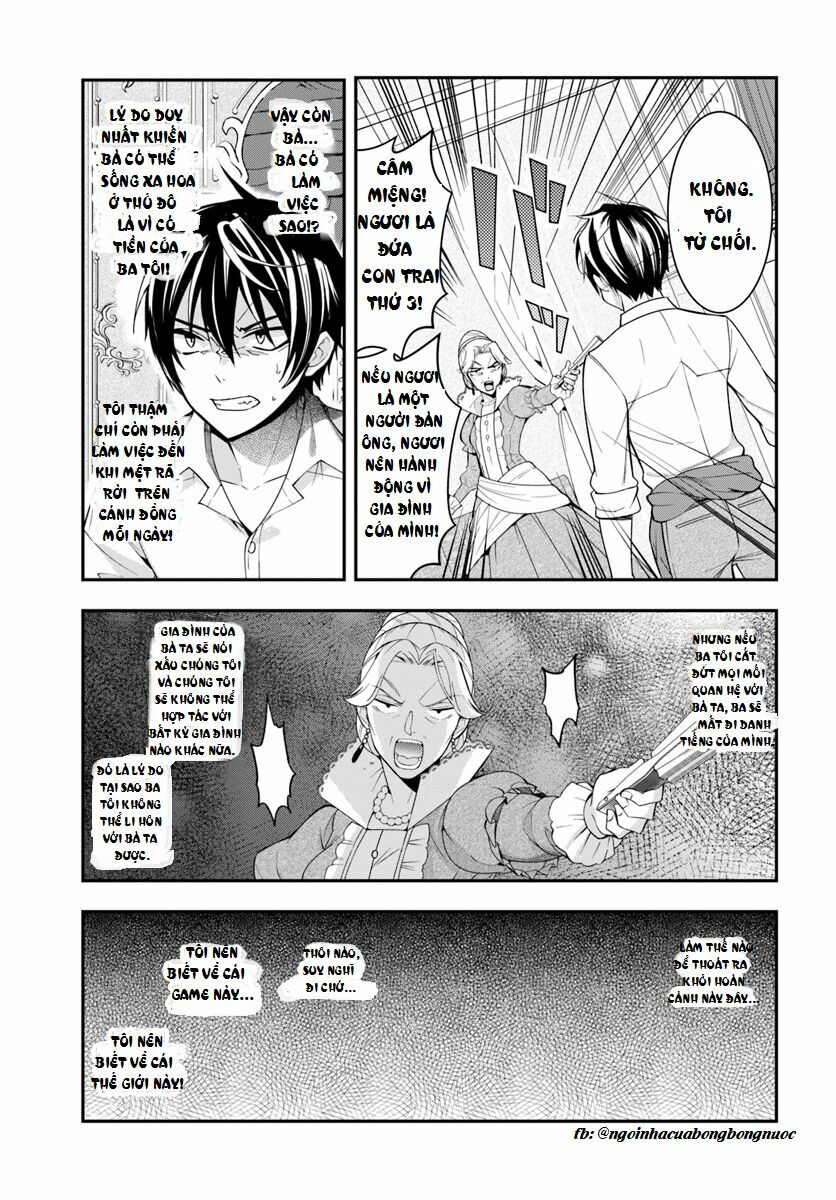 KHÔNG.
TÔI
TỪ CHỐI.
CÂM
MIỆNG!
NGƯƠI LÀ
ĐỨA
CON TRAI
THỨ 3!
NẾU NGƯƠI
LÀ MỘT
NGƯỜI ĐÀN
ÔNG, NGƯƠI
NÊN HÀNH
ĐỘNG VÌ
GIA ĐÌNH
CỦA MÌNH!
VẬY CÒN
BÀ...
BÀ CÓ
LÀM
VIỆC
SAO!?
LÝ DO DUY
NHẤT KHIẾN
BÀ CÓ THỂ
SỐNG XA HOA
Ở THỦ ĐÔ
LÀ VÌ CÓ
TIỀN CỦA
BA TÔI!
TÔI THẬM
CHÍ CÒN PHẢI
LÀM VIỆC ĐẾN
KHI MỆT RÃ
RỜI TRÊN
CÁNH ĐỒNG
MỖI NGÀY!
NHƯNG NẾU
BA TÔI CẮT
ĐỨT MỌI MỐI
QUAN HỆ VỚI
BÀ TA, BA SẼ
MẤT ĐI DANH
TIẾNG CỦA MÌNH.
GIA ĐÌNH CỦA
BÀ TA SẼ NÓI
XẤU CHÚNG TÔI
VÀ CHÚNG TÔI
SẼ KHÔNG THỂ
HỢP TÁC VỚI
BẤT KỲ GIA ĐÌNH
NÀO KHÁC NỮA.
ĐÓ LÀ LÝ DO
TẠI SAO BA
TÔI KHÔNG
THỂ LI HÔN
VỚI BÀ TA
ĐƯỢC.
LÀM THẾ NÀO
ĐỂ THOÁT RA
KHỎI HOÀN
CẢNH NÀY ĐÂY...
THÔI NÀO,
SUY NGHĨ
ĐI CHỨ...
TÔI NÊN
BIẾT VỀ CÁI
GAME NÀY...
TÔI NÊN
BIẾT VỀ CÁI
THẾ GIỚI NÀY!
fb: @ngoinhacuabongbongnuoc